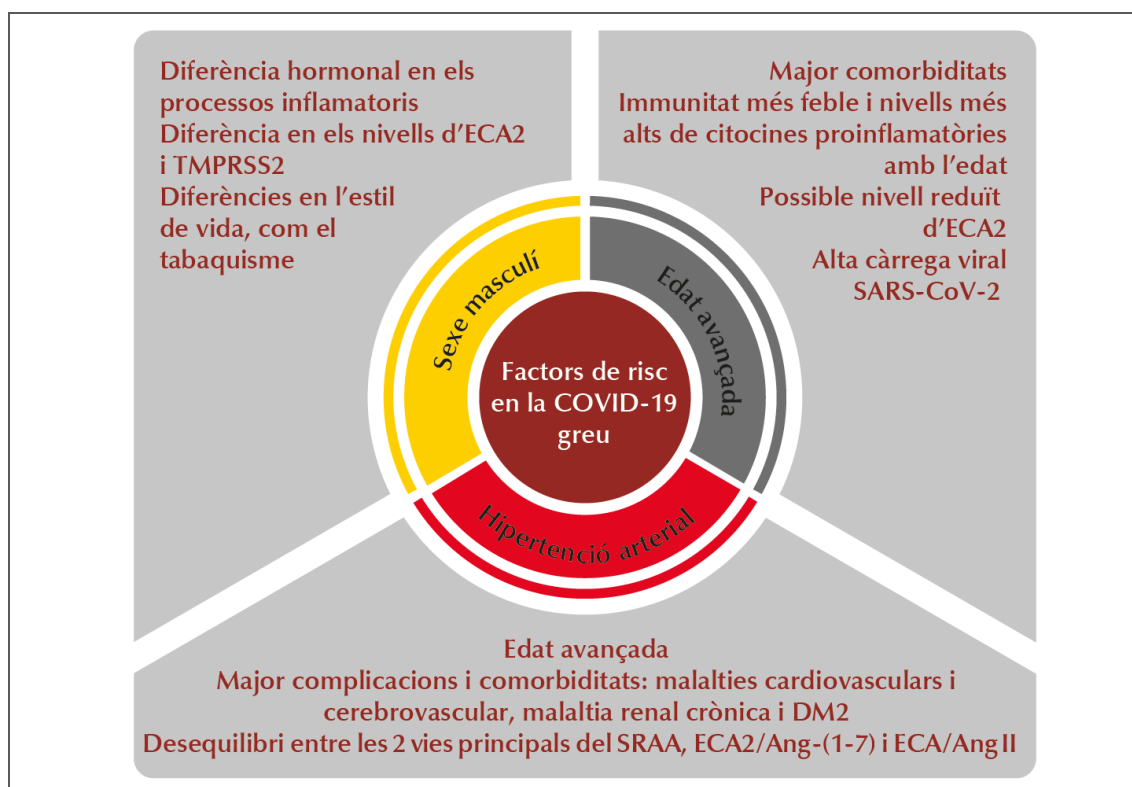 Diferència hormonal en els
processos inflamatoris
Diferència en els nivells d’ECA2
i TMPRSS2
Diferències en l’estil
de vida, com el
tabaquisme
Major comorbiditats
Immunitat més feble i nivells més
alts de citocines proinflamatòries
amb l’edat
Possible nivell reduït
d’ECA2
Alta càrrega viral
SARS-CoV-2
Sexe masculí
Edat avançada
Factors de risc
en la COVID-19
greu
Hipertenció arterial
Edat avançada
Major complicacions i comorbiditats: malalties cardiovasculars i
cerebrovascular, malaltia renal crònica i DM2
Desequilibri entre les 2 vies principals del SRAA, ECA2/Ang-(1-7) i ECA/Ang II